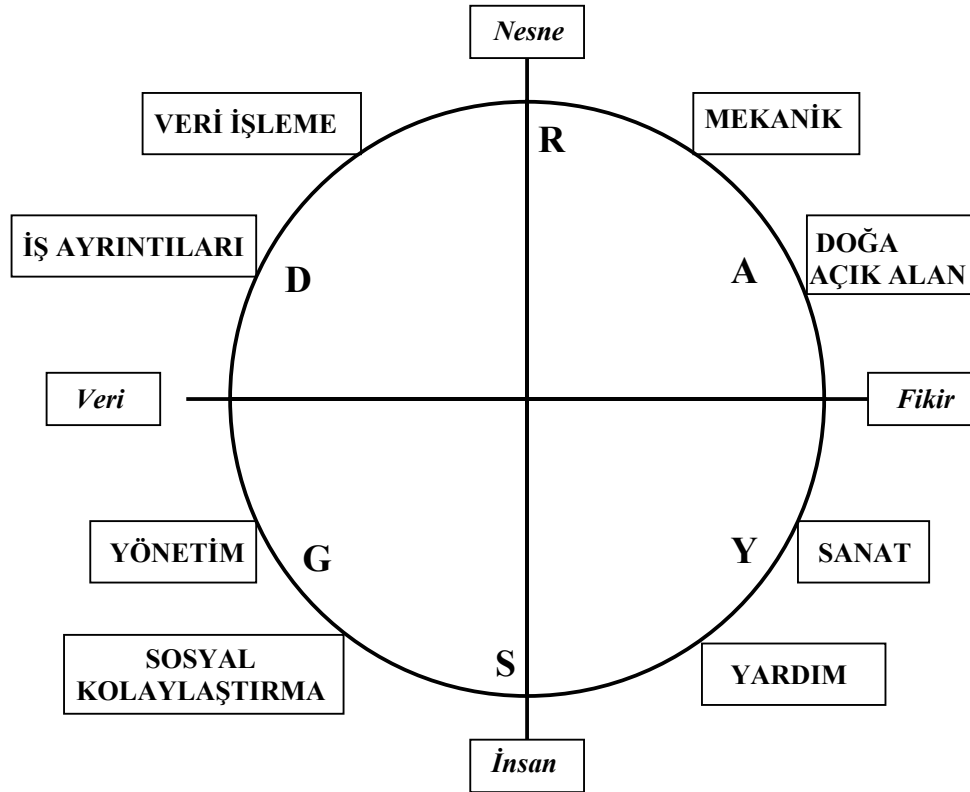 Nesne
VERİ İŞLEME
MEKANİK
R
İŞ AYRINTILARI
DOĞA
AÇIK ALAN
D
A
Veri
Fikir
YÖNETİM
G
Y
SANAT
SOSYAL
KOLAYLAŞTIRMA
S
YARDIM
İnsan